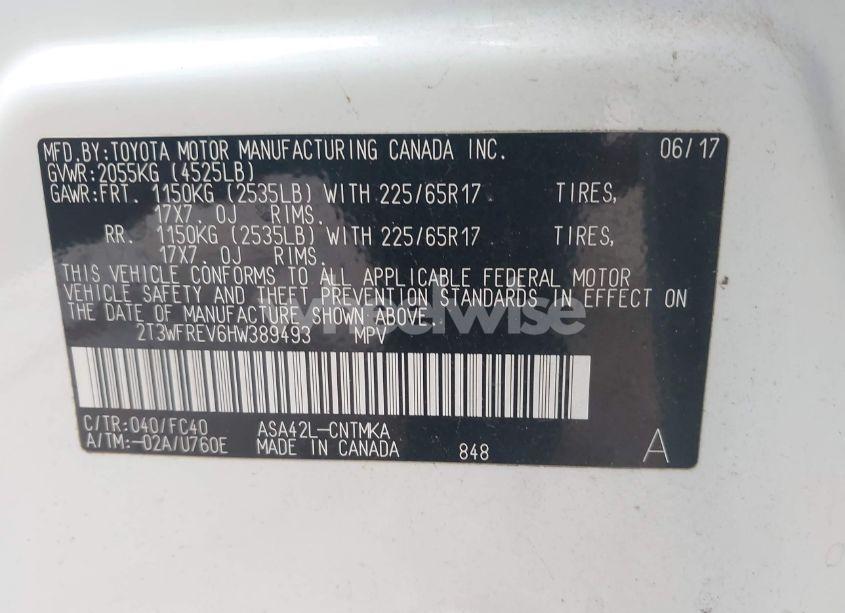 MFD.BY:TOYOTA MOTOR MANUFACTURING CANADA INC. 06/17
GVWR:2055KG (4525LB)
GAWR:FRT. 1150KG (2535LB) WITH 225/65R17 TIRES,
17X7. OJ RIMS.
RR. 1150KG (2535LB) WITH 225/65R17 TIRES,
17X7. OJ RIMS.
THIS VEHICLE CONFORMS TO ALL APPLICABLE FEDERAL MOTOR
VEHICLE SAFETY AND THEFT PREVENTION STANDARDS IN EFFECT ON
THE DATE OF MANUFACTURE SHOWN ABOVE.
wheelwise
2T3WFREV6HW389493 MPV
C/TR:040/FC40 ASA42L-CNTMKA
A/TM:-02A/U760E MADE IN CANADA 848 A